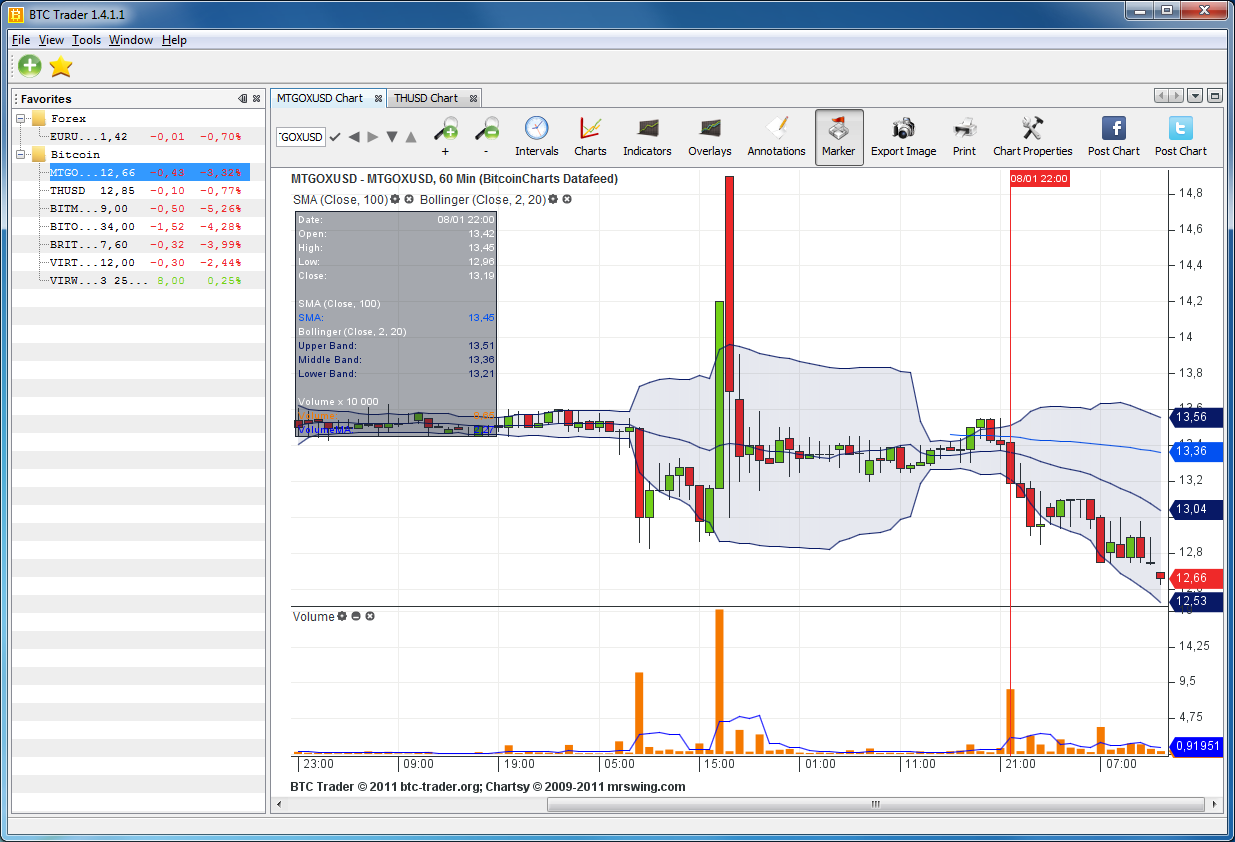 BTC Trader 1.4.1.1
File View Tools Window Help
Favorites
Forex
EURU...1,42 -0,01 -0,70%
Bitcoin
MTGO...12,66 -0,43 -3,32%
THUSD 12,85 -0,10 -0,77%
BITM...9,00 -0,50 -5,26%
BITO...34,00 -1,52 -4,28%
BRIT...7,60 -0,32 -3,99%
VIRT...12,00 -0,30 -2,44%
VIRW...3 25... 8,00 0,25%
MTGOXUSD Chart THUSD Chart
GOXUSD + - Intervals Charts Indicators Overlays Annotations Marker Export Image Print Chart Properties Post Chart Post Chart
MTGOXUSD - MTGOXUSD, 60 Min (BitcoinCharts Datafeed)
SMA (Close, 100) Bollinger (Close, 2, 20)
08/01 22:00
Date: 08/01 22:00
Open: 13,42
High: 13,45
Low: 12,96
Close: 13,19
SMA (Close, 100)
SMA: 13,45
Bollinger (Close, 2, 20)
Upper Band: 13,51
Middle Band: 13,36
Lower Band: 13,21
Volume x 10 000
VolumeMA:
14,8
14,6
14,4
14,2
14
13,8
13,56
13,36
13,2
13,04
12,8
12,66
12,53
Volume
14,25
9,5
4,75
0,91951
23:00 09:00 19:00 05:00 15:00 01:00 11:00 21:00 07:00
BTC Trader © 2011 btc-trader.org; Chartsy © 2009-2011 mrswing.com